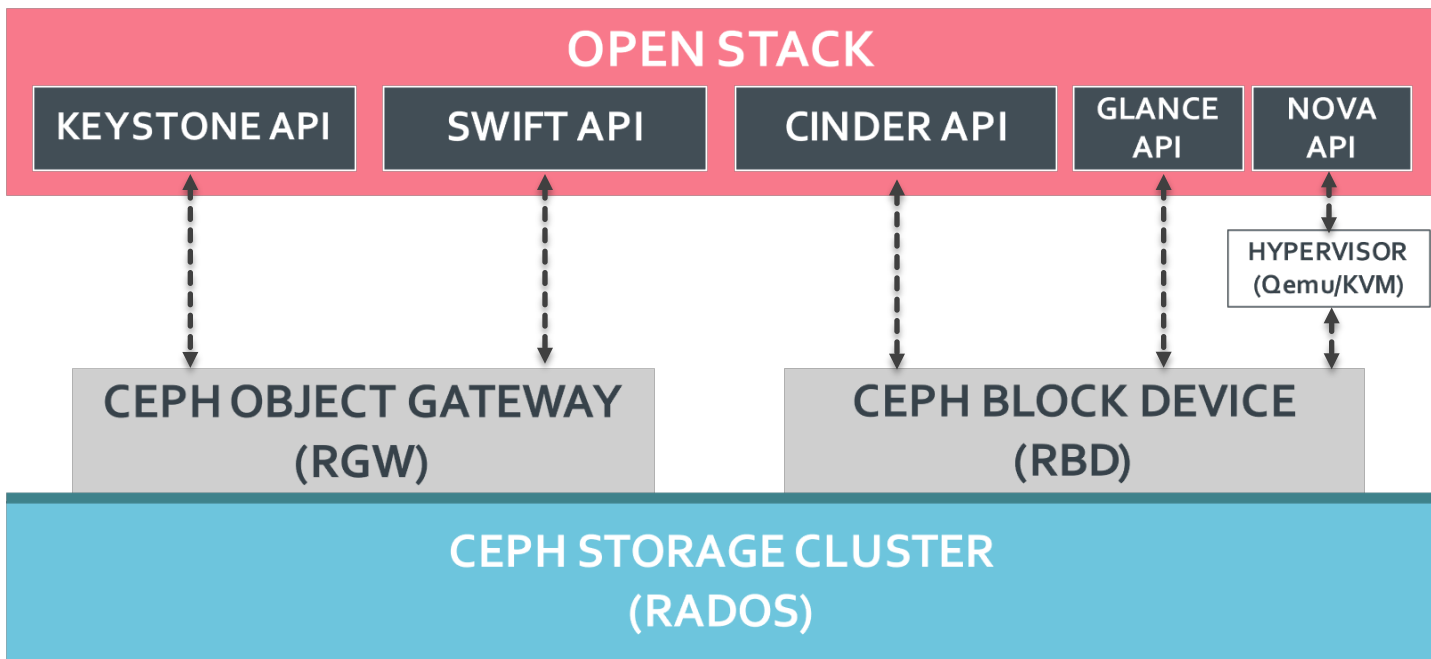 OPEN STACK
KEYSTONE API
SWIFT API
CINDER API
GLANCE
API
NOVA
API
HYPERVISOR
(Qemu/KVM)
CEPH OBJECT GATEWAY
(RGW)
CEPH BLOCK DEVICE
(RBD)
CEPH STORAGE CLUSTER
(RADOS)